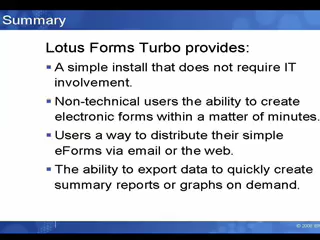 Summary
Lotus Forms Turbo provides:
A simple install that does not require IT
involvement.
Non-technical users the ability to create
electronic forms within a matter of minutes.
Users a way to distribute their simple
eForms via email or the web.
The ability to export data to quickly create
summary reports or graphs on demand.